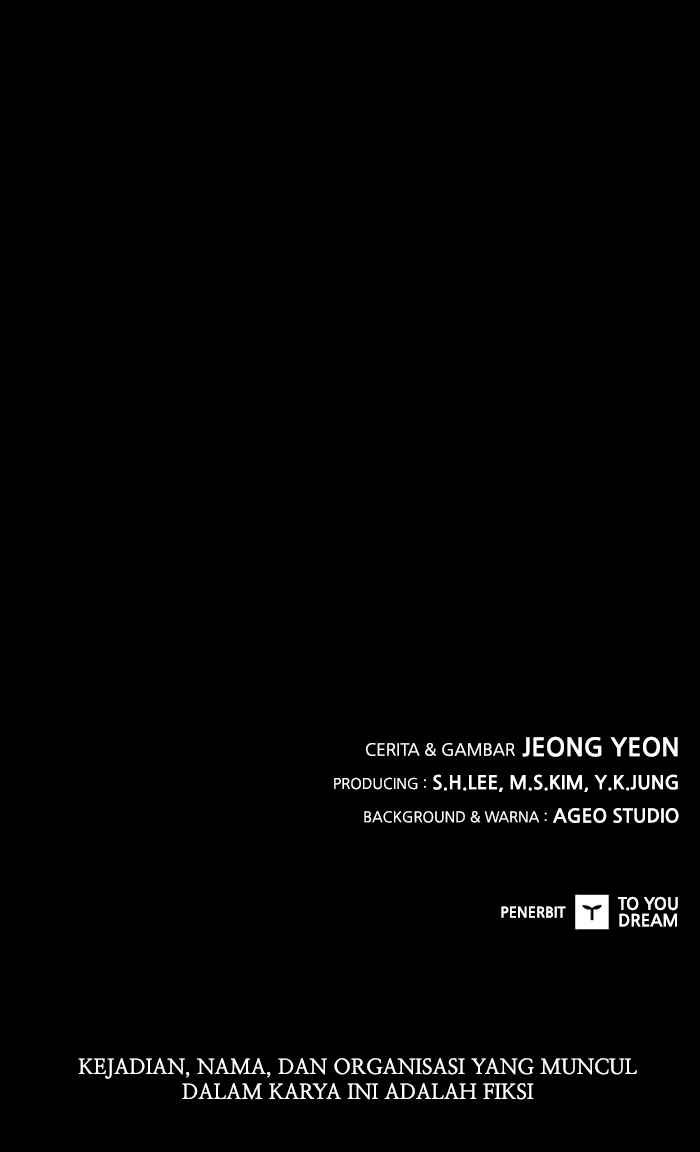 CERITA & GAMBAR JEONG YEON
PRODUCING : S.H.LEE, M.S.KIM, Y.K.JUNG
BACKGROUND & WARNA : AGEO STUDIO
PENERBIT TO YOU
DREAM
KEJADIAN, NAMA, DAN ORGANISASI YANG MUNCUL
DALAM KARYA INI ADALAH FIKSI